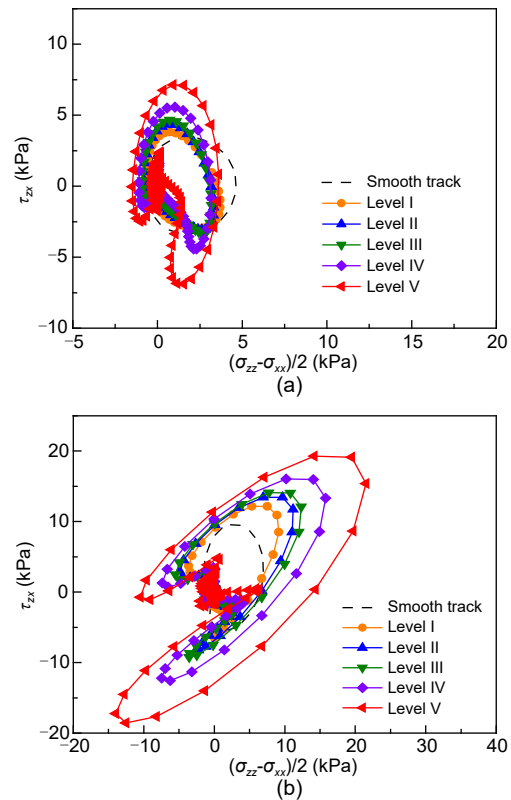 10
5
0
−5
−10
τzx (kPa)
Smooth track
Level I
Level II
Level III
Level IV
Level V
0 5 10 15 20
(σzz-σxx)/2 (kPa)
(a)
20
10
0
−10
−20
τzx (kPa)
Smooth track
Level I
Level II
Level III
Level IV
Level V
−20 −10 0 10 20 30 40
(σzz-σxx)/2 (kPa)
(b)